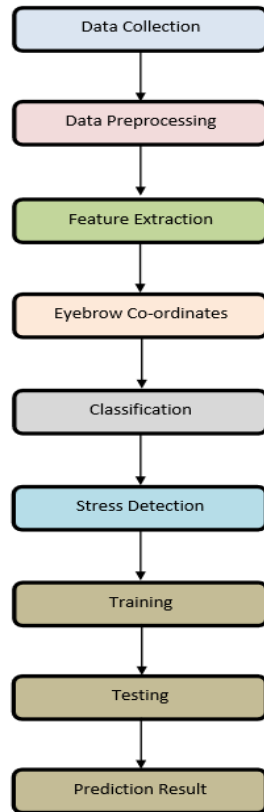 Data Collection
Data Preprocessing
Feature Extraction
Eyebrow Co-ordinates
Classification
Stress Detection
Training
Testing
Prediction Result